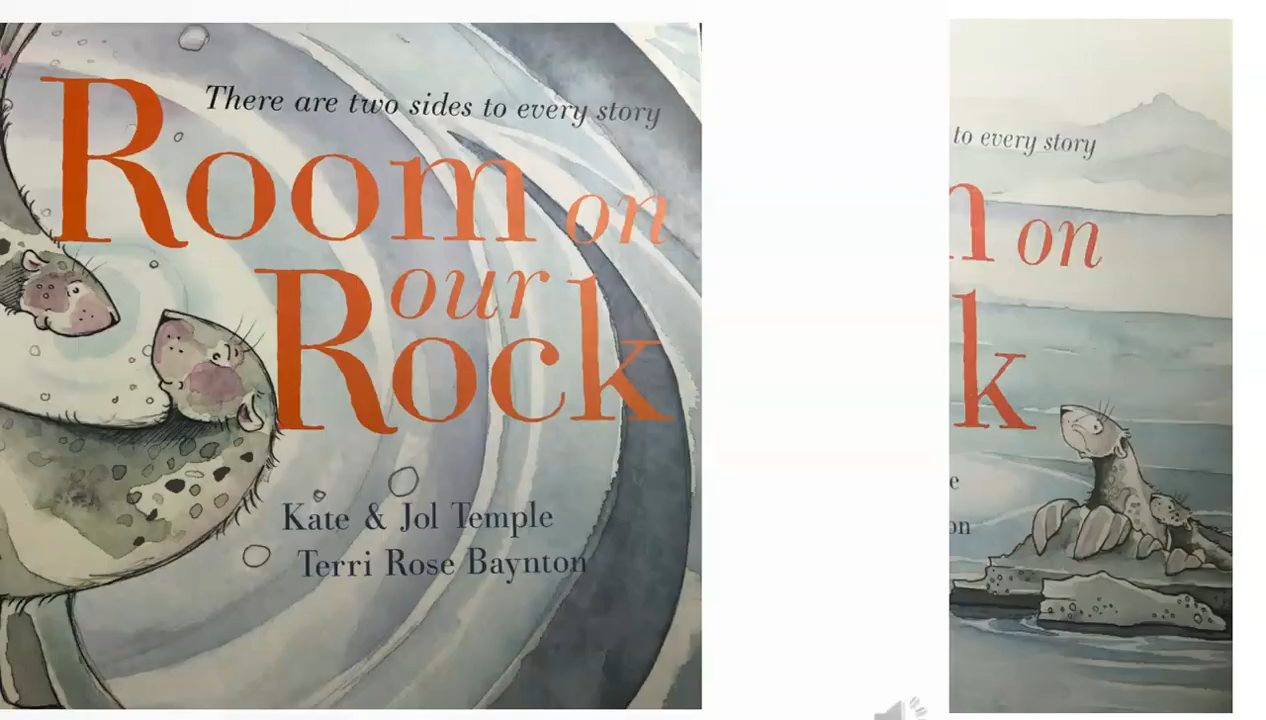 There are two sides to every story
Room on
our
Rock
Kate & Jol Temple
Terri Rose Baynton
to every story
on
k
e
on